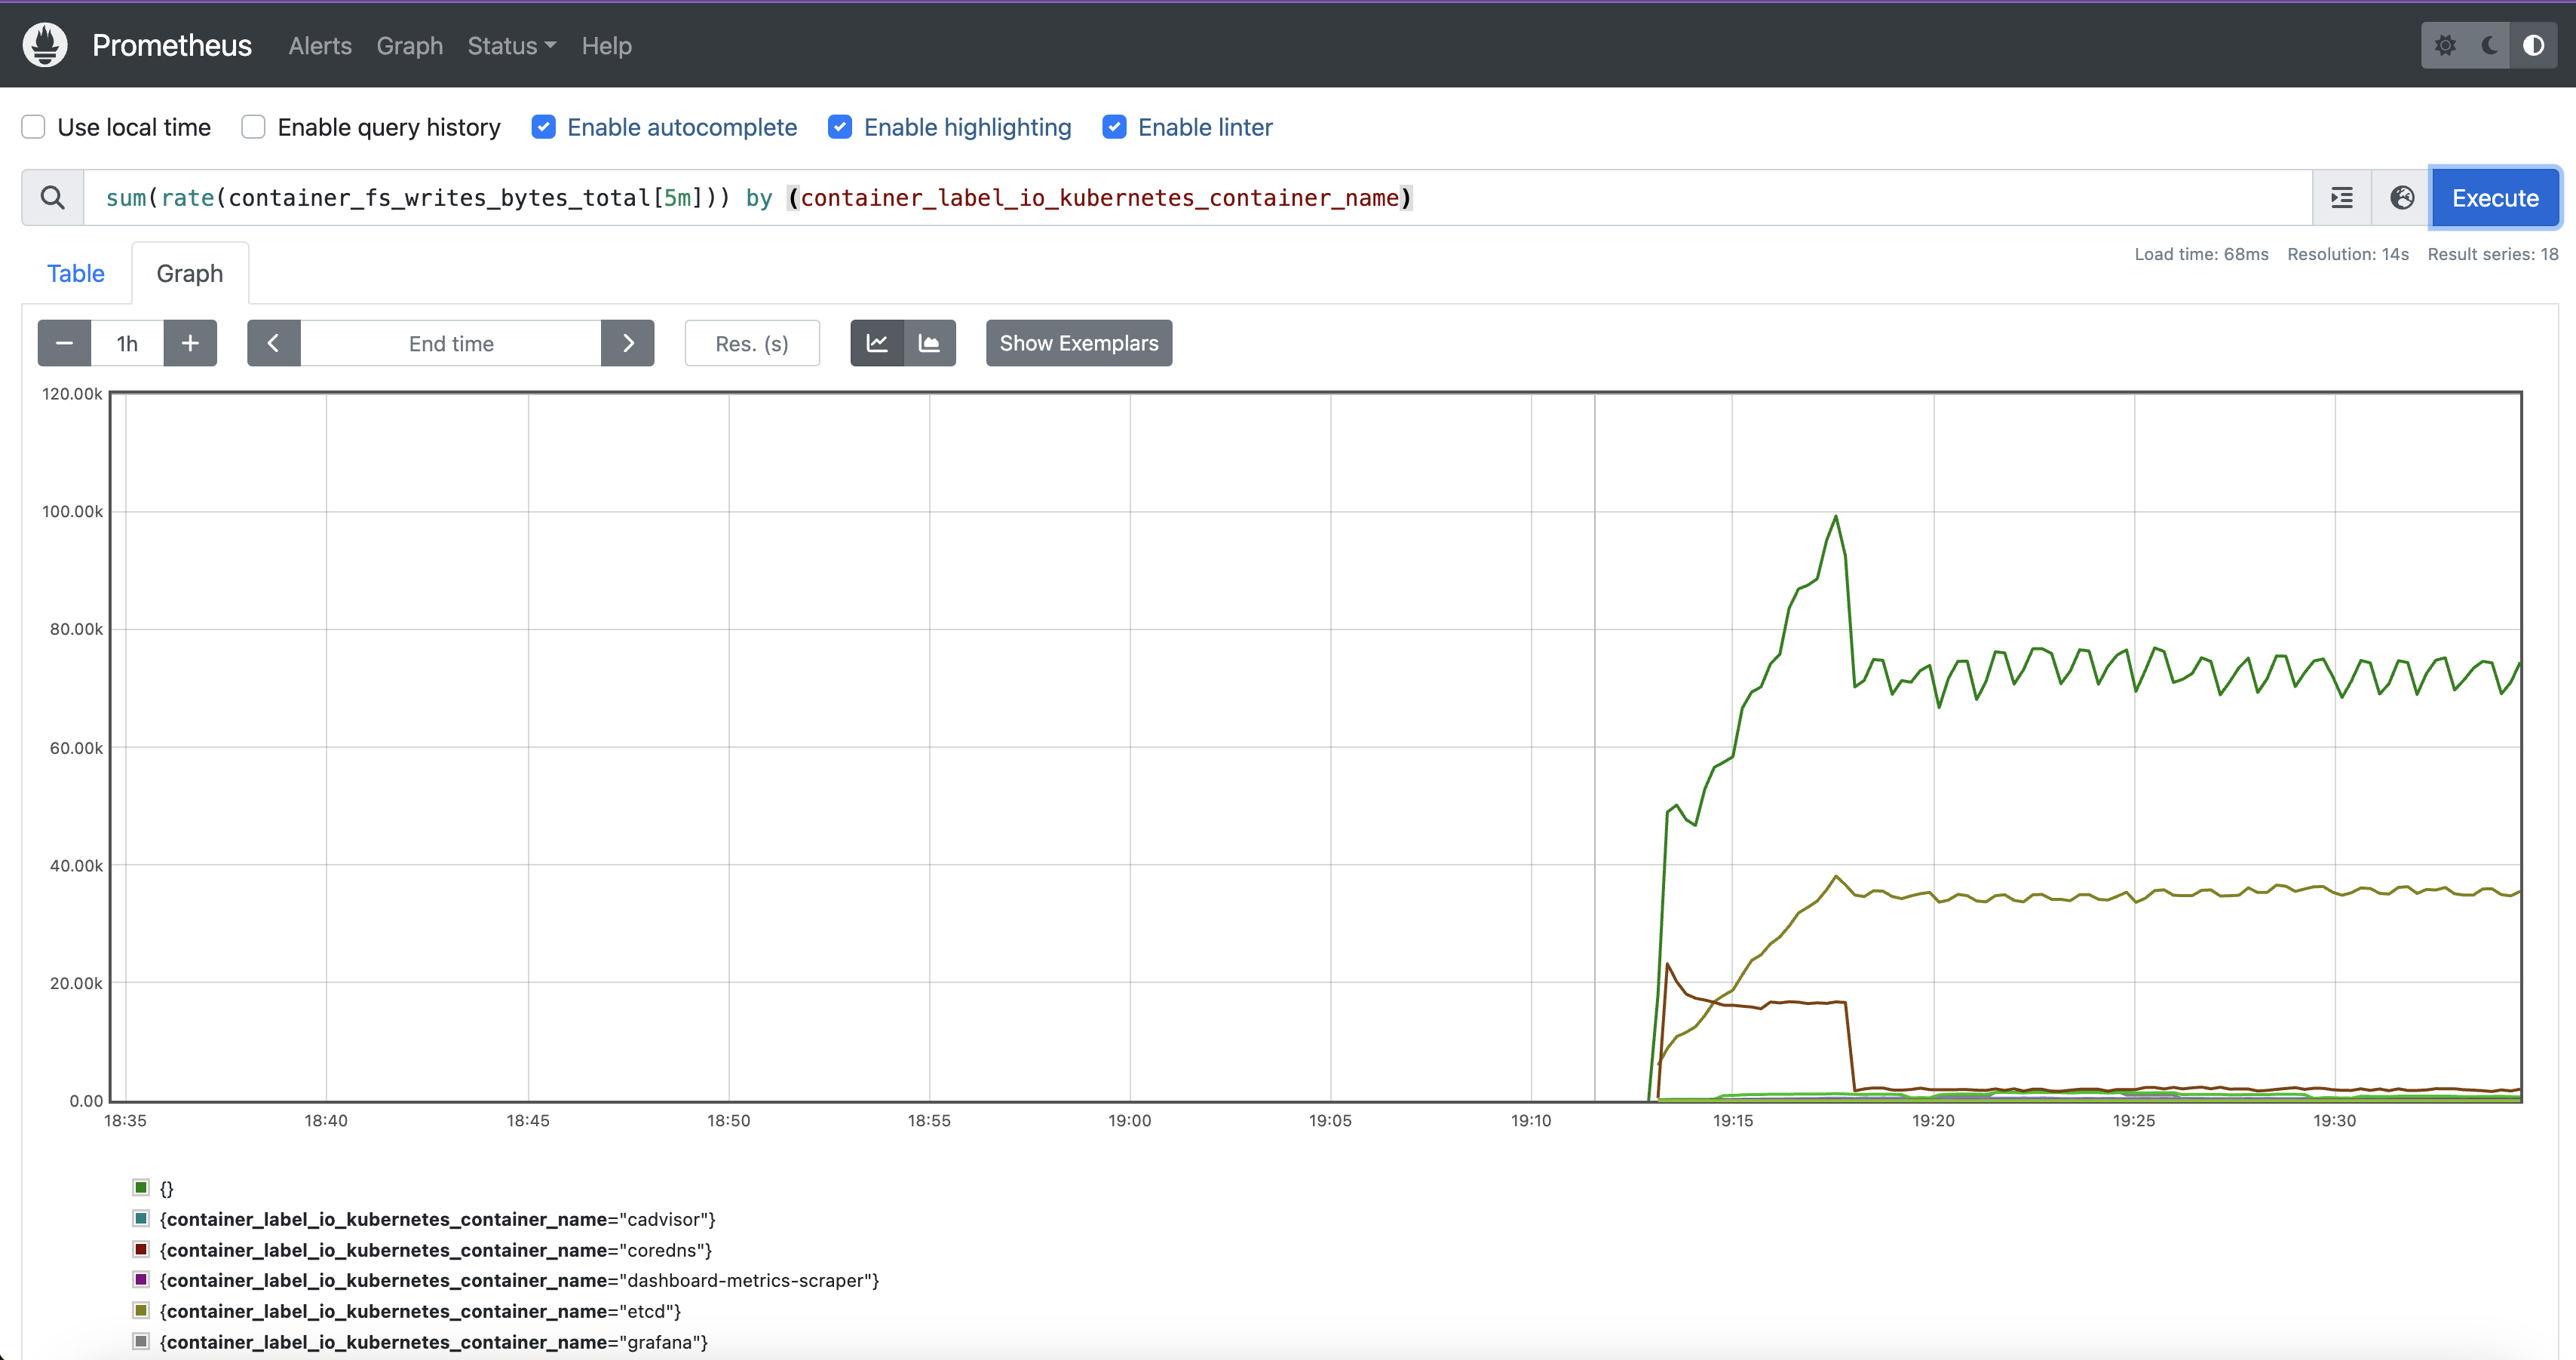 Prometheus Alerts Graph Status Help
Use local time Enable query history Enable autocomplete Enable highlighting Enable linter
sum(rate(container_fs_writes_bytes_total[5m])) by (container_label_io_kubernetes_container_name) Execute
Load time: 68ms Resolution: 14s Result series: 18
Table Graph
− 1h + End time Res. (s) Show Exemplars
120.00k
100.00k
80.00k
60.00k
40.00k
20.00k
0.00
18:35 18:40 18:45 18:50 18:55 19:00 19:05 19:10 19:15 19:20 19:25 19:30
{}
{container_label_io_kubernetes_container_name="cadvisor"}
{container_label_io_kubernetes_container_name="coredns"}
{container_label_io_kubernetes_container_name="dashboard-metrics-scraper"}
{container_label_io_kubernetes_container_name="etcd"}
{container_label_io_kubernetes_container_name="grafana"}